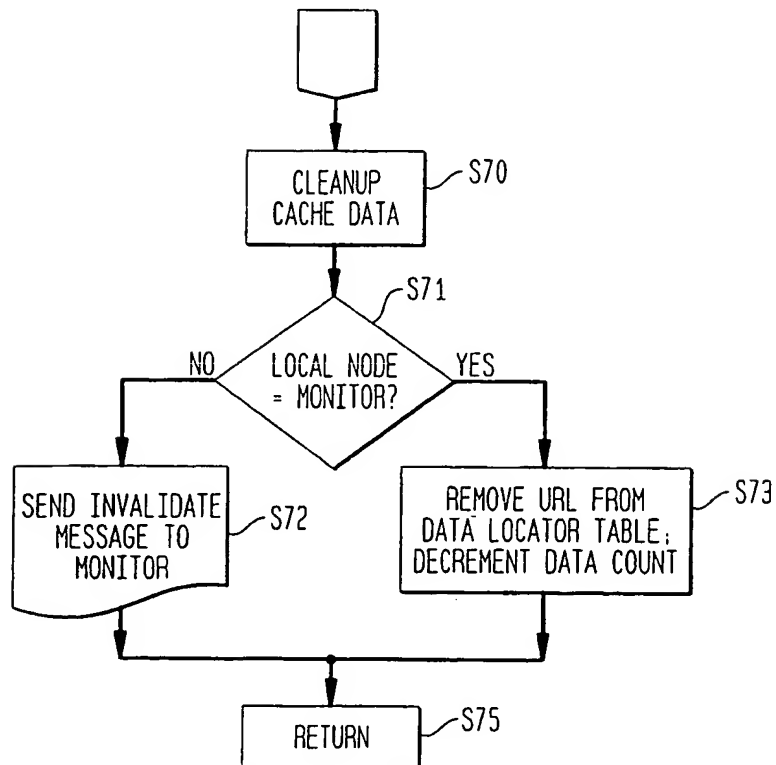 CLEANUP
CACHE DATA
S70
S71
NO
LOCAL NODE
= MONITOR?
YES
SEND INVALIDATE
MESSAGE TO
MONITOR
S72
REMOVE URL FROM
DATA LOCATOR TABLE;
DECREMENT DATA COUNT
S73
RETURN
S75